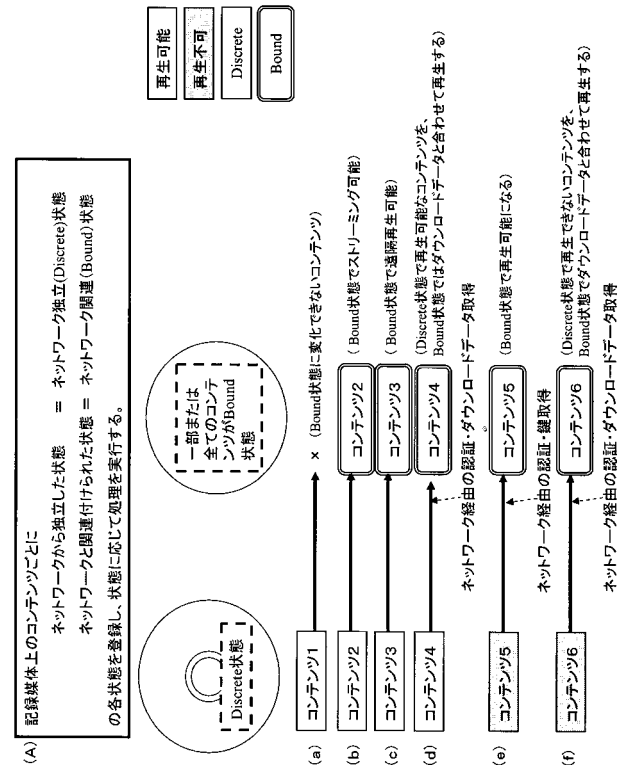 (A)
記録媒体上のコンテンツごとに
ネットワークから独立した状態 = ネットワーク独立(Discrete)状態
ネットワークと関連付けられた状態 = ネットワーク関連(Bound)状態
の各状態を登録し、状態に応じて処理を実行する。
再生可能
再生不可
Discrete
Bound
Discrete状態
一部または
全てのコンテ
ンツがBound
状態
(a) コンテンツ1 × (Bound状態に変化できないコンテンツ)
(b) コンテンツ2 コンテンツ2 (Bound状態でストリーミング可能)
(c) コンテンツ3 コンテンツ3 (Bound状態で遠隔再生可能)
(d) コンテンツ4 コンテンツ4 (Discrete状態で再生可能なコンテンツを、
Bound状態ではダウンロードデータと合わせて再生する)
ネットワーク経由の認証・ダウンロードデータ取得
(e) コンテンツ5 コンテンツ5 (Bound状態で再生可能になる)
ネットワーク経由の認証・鍵取得
(f) コンテンツ6 コンテンツ6 (Discrete状態で再生できないコンテンツを、
Bound状態でダウンロードデータと合わせて再生する)
ネットワーク経由の認証・ダウンロードデータ取得